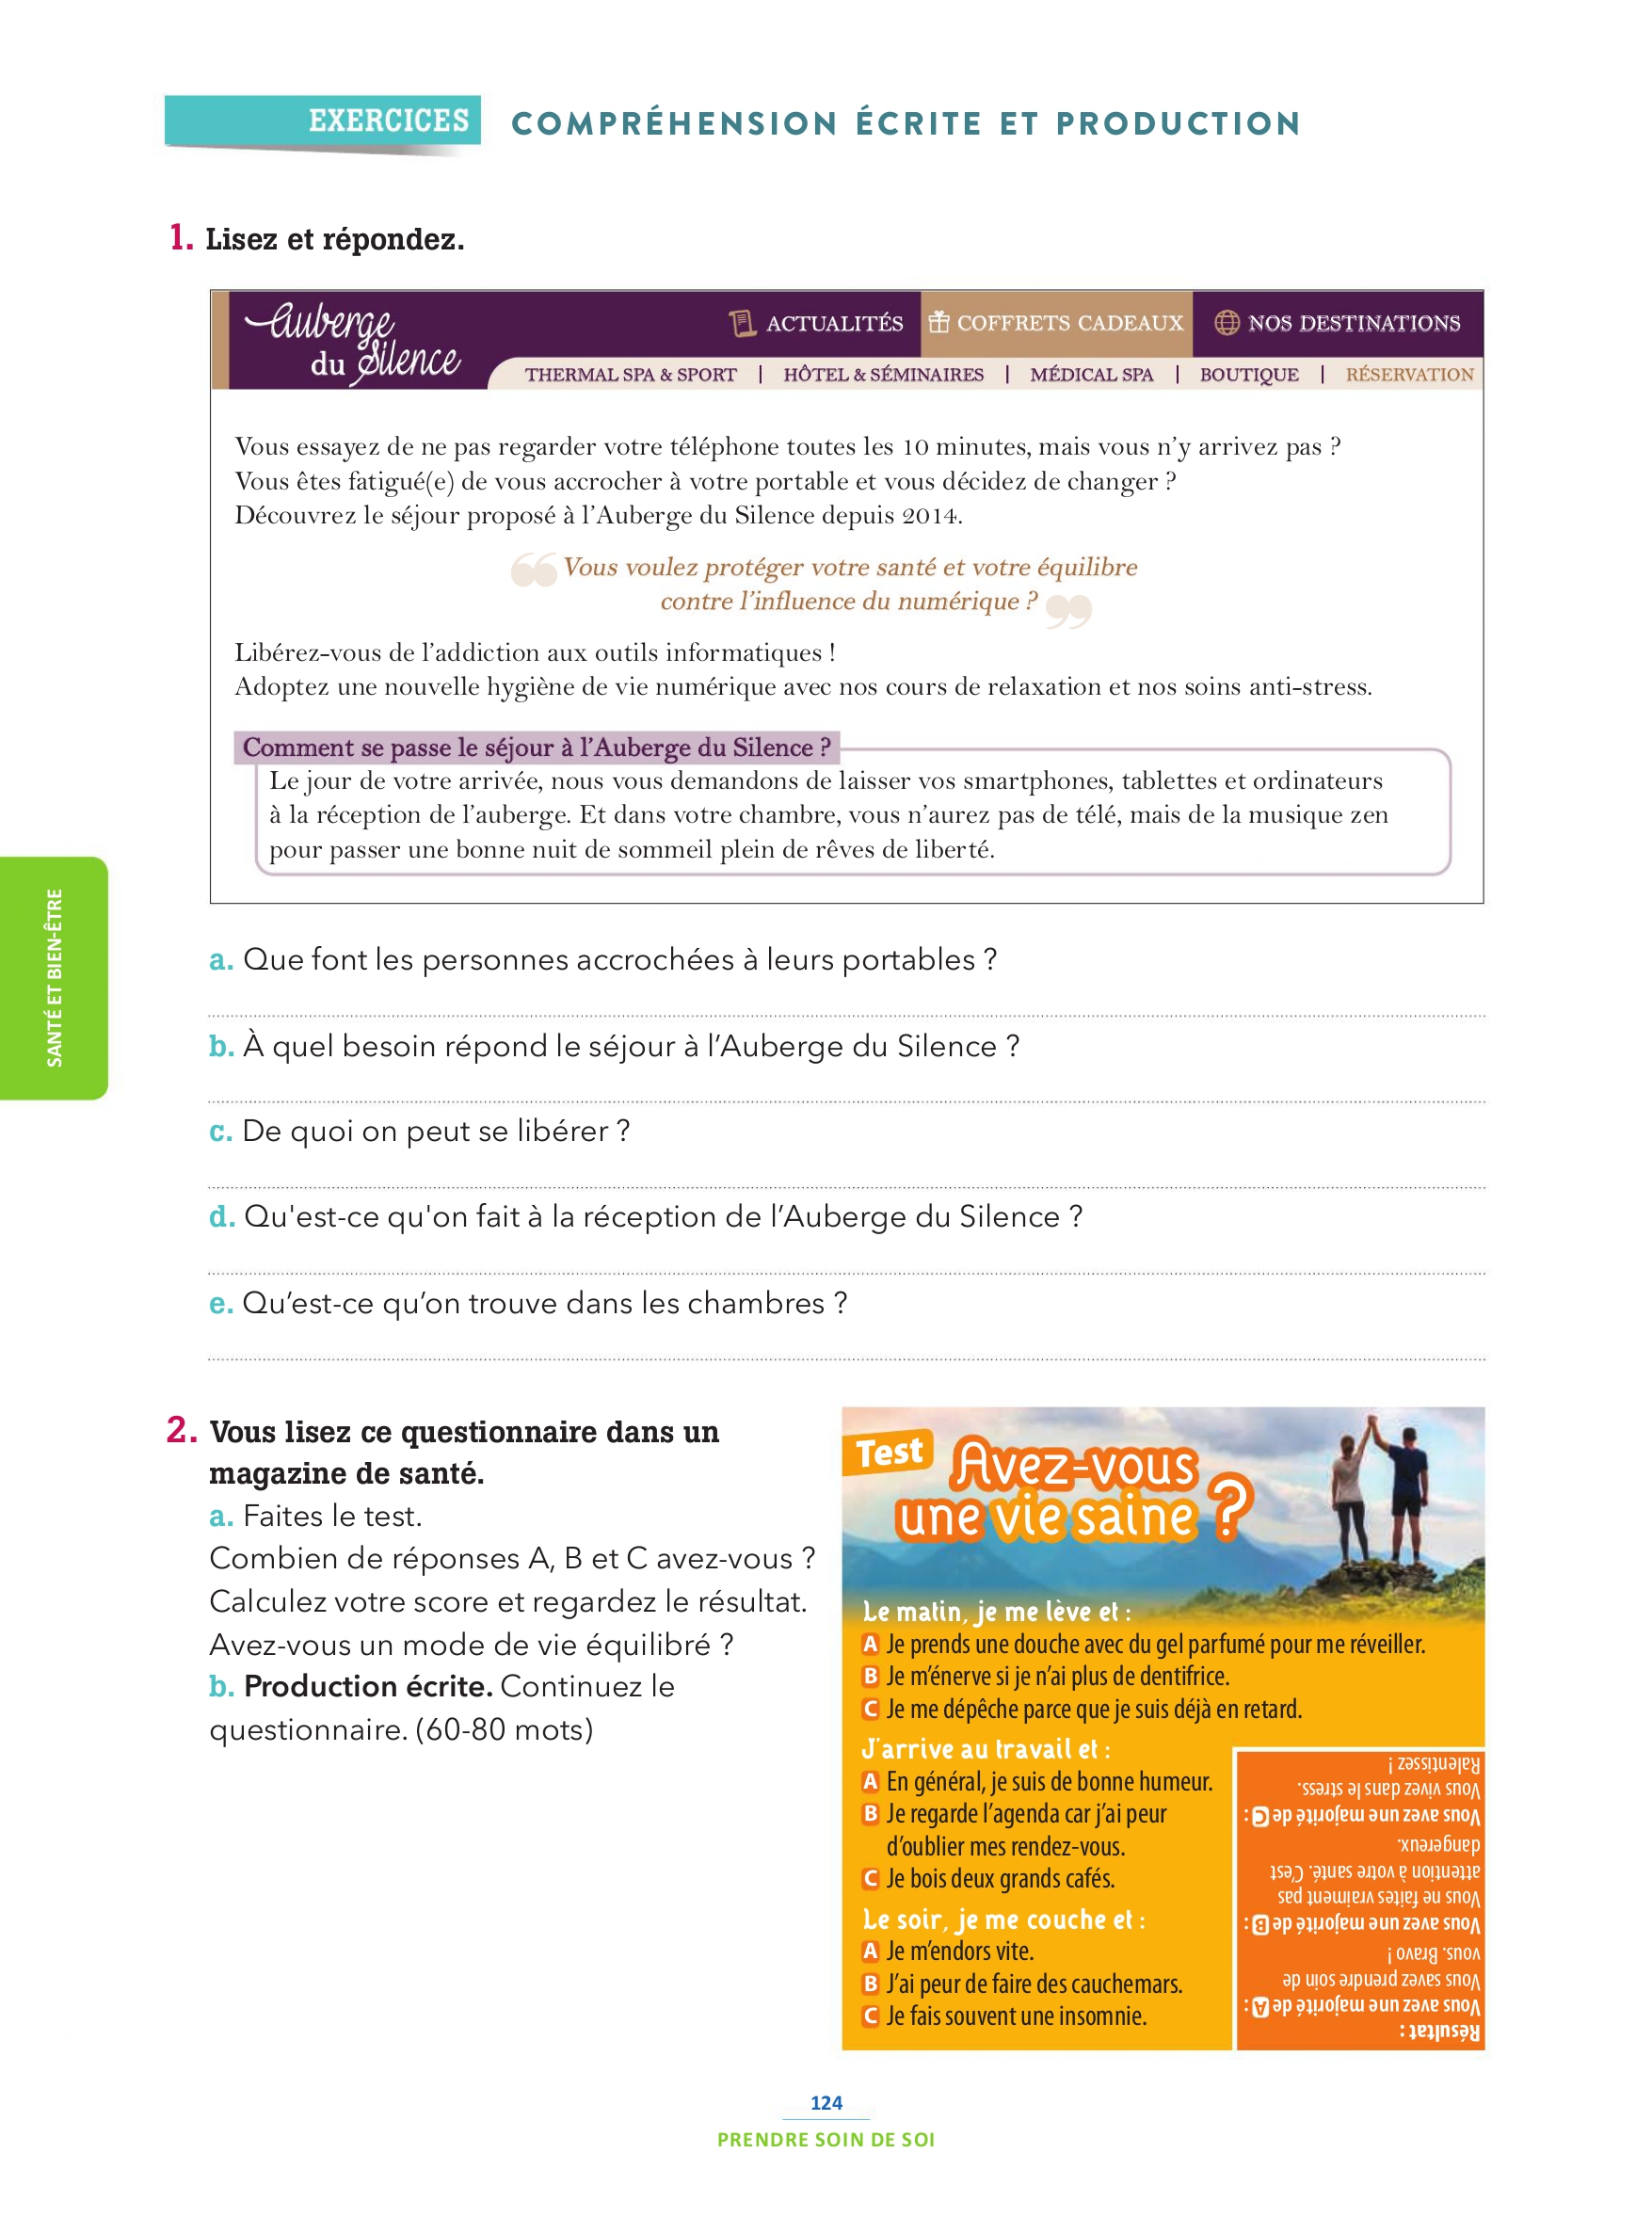 EXERCICES
COMPRÉHENSION ÉCRITE ET PRODUCTION
1. Lisez et répondez.
Auberge
du Silence
ACTUALITÉS
COFFRETS CADEAUX
NOS DESTINATIONS
THERMAL SPA & SPORT | HÔTEL & SÉMINAIRES | MÉDICAL SPA | BOUTIQUE | RÉSERVATION
Vous essayez de ne pas regarder votre téléphone toutes les 10 minutes, mais vous n’y arrivez pas ?
Vous êtes fatigué(e) de vous accrocher à votre portable et vous décidez de changer ?
Découvrez le séjour proposé à l’Auberge du Silence depuis 2014.
“Vous voulez protéger votre santé et votre équilibre
contre l’influence du numérique ?”
Libérez-vous de l’addiction aux outils informatiques !
Adoptez une nouvelle hygiène de vie numérique avec nos cours de relaxation et nos soins anti-stress.
Comment se passe le séjour à l’Auberge du Silence ?
Le jour de votre arrivée, nous vous demandons de laisser vos smartphones, tablettes et ordinateurs
à la réception de l’auberge. Et dans votre chambre, vous n’aurez pas de télé, mais de la musique zen
pour passer une bonne nuit de sommeil plein de rêves de liberté.
SANTÉ ET BIEN-ÊTRE
a. Que font les personnes accrochées à leurs portables ?
b. À quel besoin répond le séjour à l’Auberge du Silence ?
c. De quoi on peut se libérer ?
d. Qu'est-ce qu'on fait à la réception de l’Auberge du Silence ?
e. Qu’est-ce qu’on trouve dans les chambres ?
2. Vous lisez ce questionnaire dans un
magazine de santé.
a. Faites le test.
Combien de réponses A, B et C avez-vous ?
Calculez votre score et regardez le résultat.
Avez-vous un mode de vie équilibré ?
b. Production écrite. Continuez le
questionnaire. (60-80 mots)
Test
Avez-vous
une vie saine ?
Le matin, je me lève et :
A Je prends une douche avec du gel parfumé pour me réveiller.
B Je m’énerve si je n’ai plus de dentifrice.
C Je me dépêche parce que je suis déjà en retard.
J’arrive au travail et :
A En général, je suis de bonne humeur.
B Je regarde l’agenda car j’ai peur
d’oublier mes rendez-vous.
C Je bois deux grands cafés.
Le soir, je me couche et :
A Je m’endors vite.
B J’ai peur de faire des cauchemars.
C Je fais souvent une insomnie.
Résultat :
Vous avez une majorité de A :
Vous savez prendre soin de
vous. Bravo !
Vous avez une majorité de B :
Vous ne faites vraiment pas
attention à votre santé. C’est
dangereux.
Vous avez une majorité de C :
Vous vivez dans le stress.
Ralentissez !
124
PRENDRE SOIN DE SOI